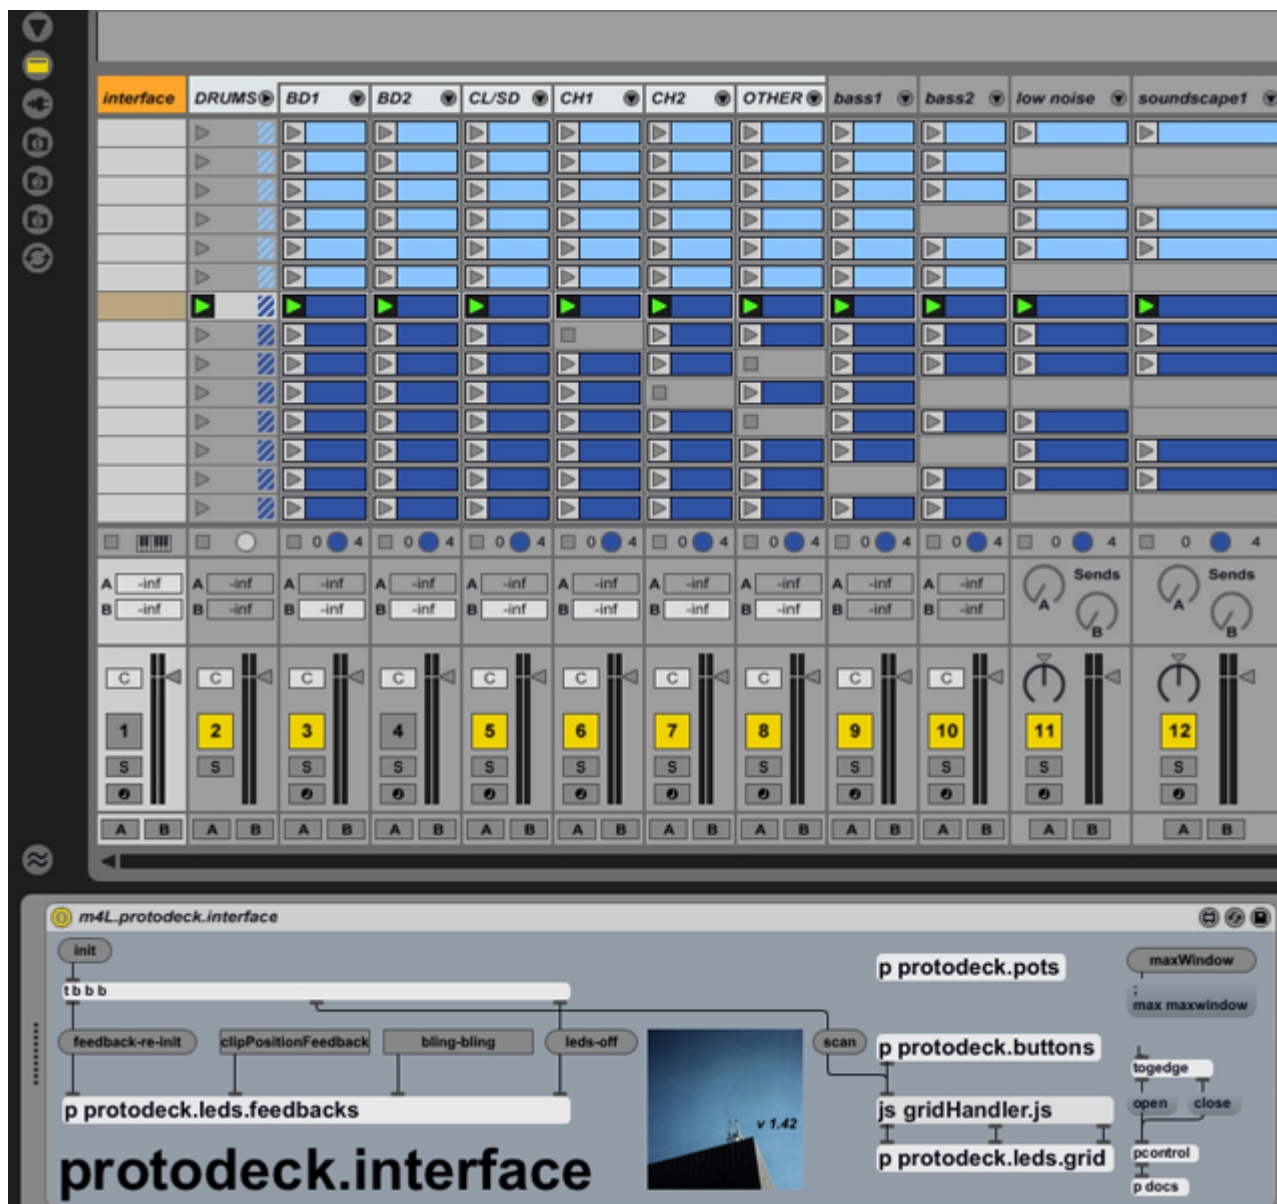 interface DRUMS BD1 BD2 CL/SD CH1 CH2 OTHER bass1 bass2 low noise soundscape1
0 4 0 4 0 4 0 4 0 4 0 4 0 4 0 4 0 4 0 4
A -inf A -inf A -inf A -inf A -inf A -inf A -inf A -inf A -inf A -inf Sends Sends
B -inf B -inf B -inf B -inf B -inf B -inf B -inf B -inf B -inf B -inf A B A B
C C C C C C C C C C
1 2 3 4 5 6 7 8 9 10 11 12
S S S S S S S S S S S S
A B A B A B A B A B A B A B A B A B A B A B A B
m4L.protodeck.interface
init
t b b b
feedback-re-init clipPositionFeedback bling-bling leds-off
p protodeck.leds.feedbacks
protodeck.interface
v 1.42
scan
p protodeck.pots
p protodeck.buttons
js gridHandler.js
p protodeck.leds.grid
maxWindow
;
max maxwindow
togedge
open close
pcontrol
p docs